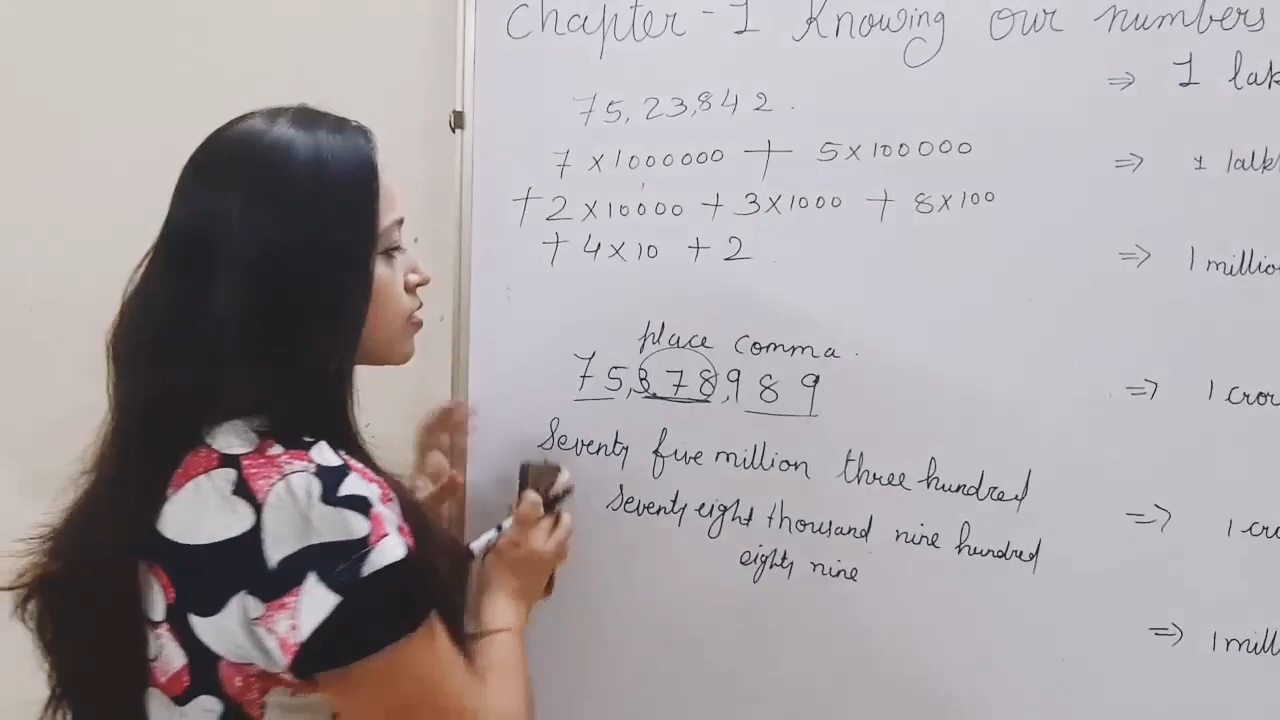 Chapter - 1 Knowing our numbers
75,23,842.
7 × 1000000 + 5×100000
+ 2 × 10000 + 3×1000 + 8×100
+ 4×10 + 2
place comma.
75,378,989
Seventy five million three hundred
Seventy eight thousand nine hundred
eighty nine
⇒ 1 lak
⇒ 1 lalk
⇒ 1 millio
⇒ 1 cror
⇒ 1 cro
⇒ 1 mill